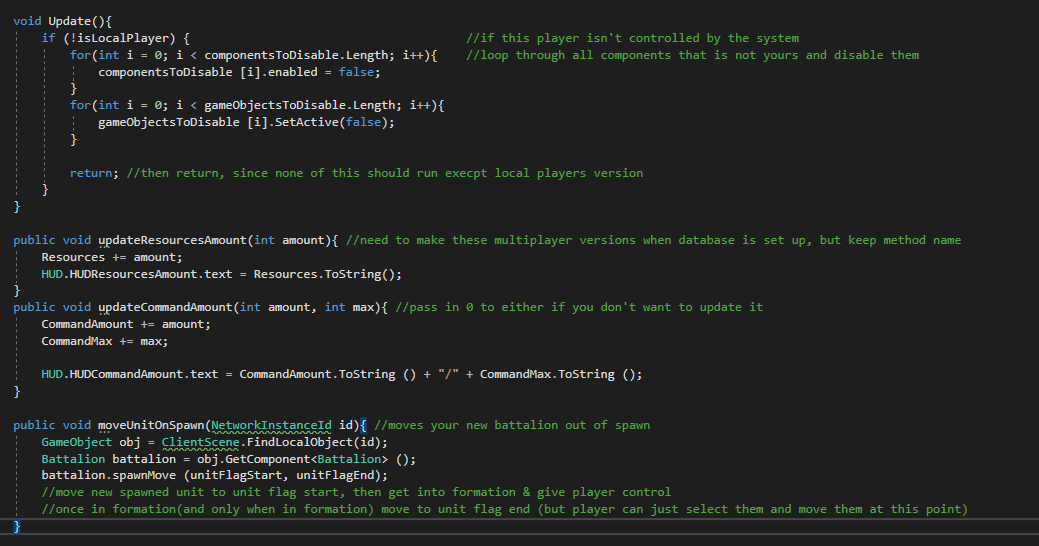 void Update(){
if (!isLocalPlayer) { //if this player isn't controlled by the system
for(int i = 0; i < componentsToDisable.Length; i++){ //loop through all components that is not yours and disable them
componentsToDisable [i].enabled = false;
}
for(int i = 0; i < gameObjectsToDisable.Length; i++){
gameObjectsToDisable [i].SetActive(false);
}
return; //then return, since none of this should run execpt local players version
}
}
public void updateResourcesAmount(int amount){ //need to make these multiplayer versions when database is set up, but keep method name
Resources += amount;
HUD.HUDResourcesAmount.text = Resources.ToString();
}
public void updateCommandAmount(int amount, int max){ //pass in 0 to either if you don't want to update it
CommandAmount += amount;
CommandMax += max;
HUD.HUDCommandAmount.text = CommandAmount.ToString () + "/" + CommandMax.ToString ();
}
public void moveUnitOnSpawn(NetworkInstanceId id){ //moves your new battalion out of spawn
GameObject obj = ClientScene.FindLocalObject(id);
Battalion battalion = obj.GetComponent<Battalion> ();
battalion.spawnMove (unitFlagStart, unitFlagEnd);
//move new spawned unit to unit flag start, then get into formation & give player control
//once in formation(and only when in formation) move to unit flag end (but player can just select them and move them at this point)
}